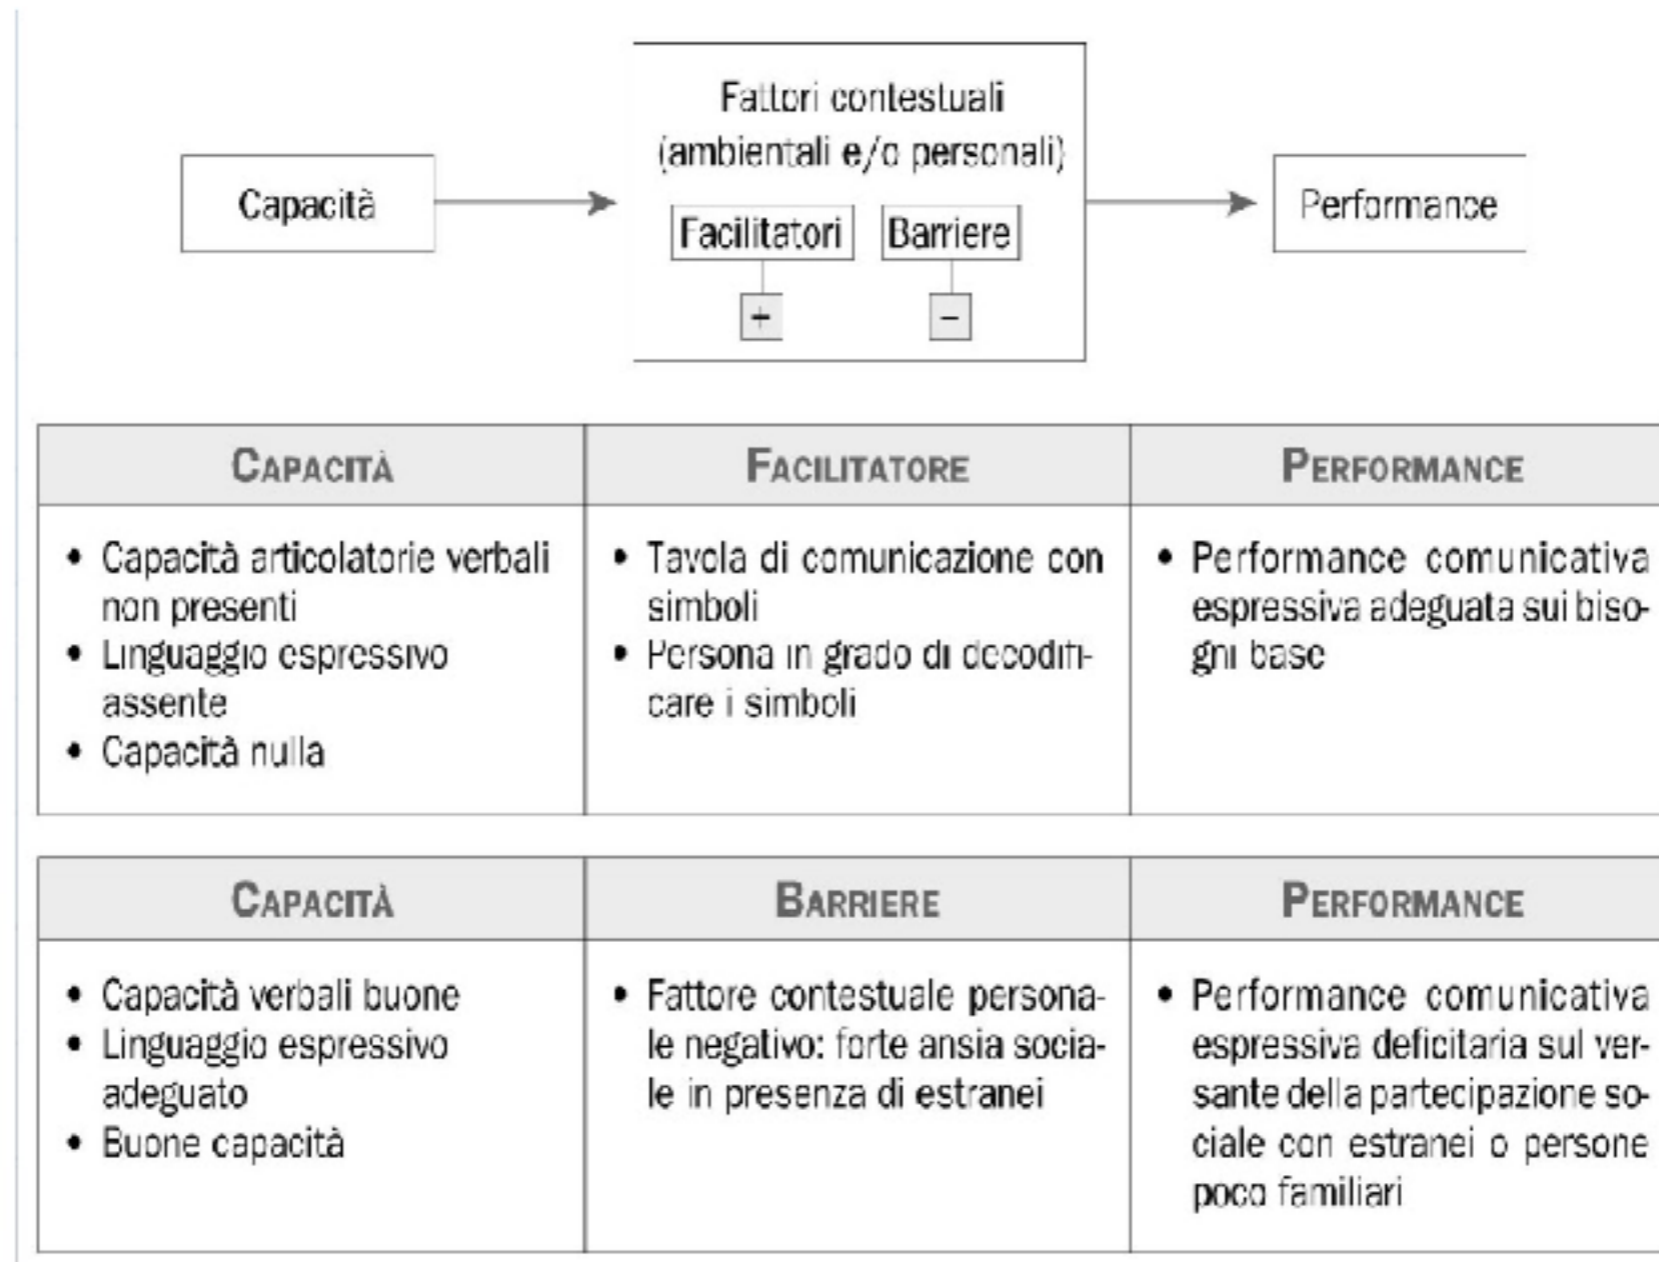 Fattori contestuali
(ambientali e/o personali)
Capacità
Facilitatori
Barriere
Performance
+
–
CAPACITÀ
FACILITATORE
PERFORMANCE
• Capacità articolatorie verbali
non presenti
• Linguaggio espressivo
assente
• Capacità nulla
• Tavola di comunicazione con
simboli
• Persona in grado di decodifi-
care i simboli
• Performance comunicativa
espressiva adeguata sui biso-
gni base
CAPACITÀ
BARRIERE
PERFORMANCE
• Capacità verbali buone
• Linguaggio espressivo
adeguato
• Buone capacità
• Fattore contestuale persona-
le negativo: forte ansia socia-
le in presenza di estranei
• Performance comunicativa
espressiva deficitaria sul ver-
sante della partecipazione so-
ciale con estranei o persone
poco familiari